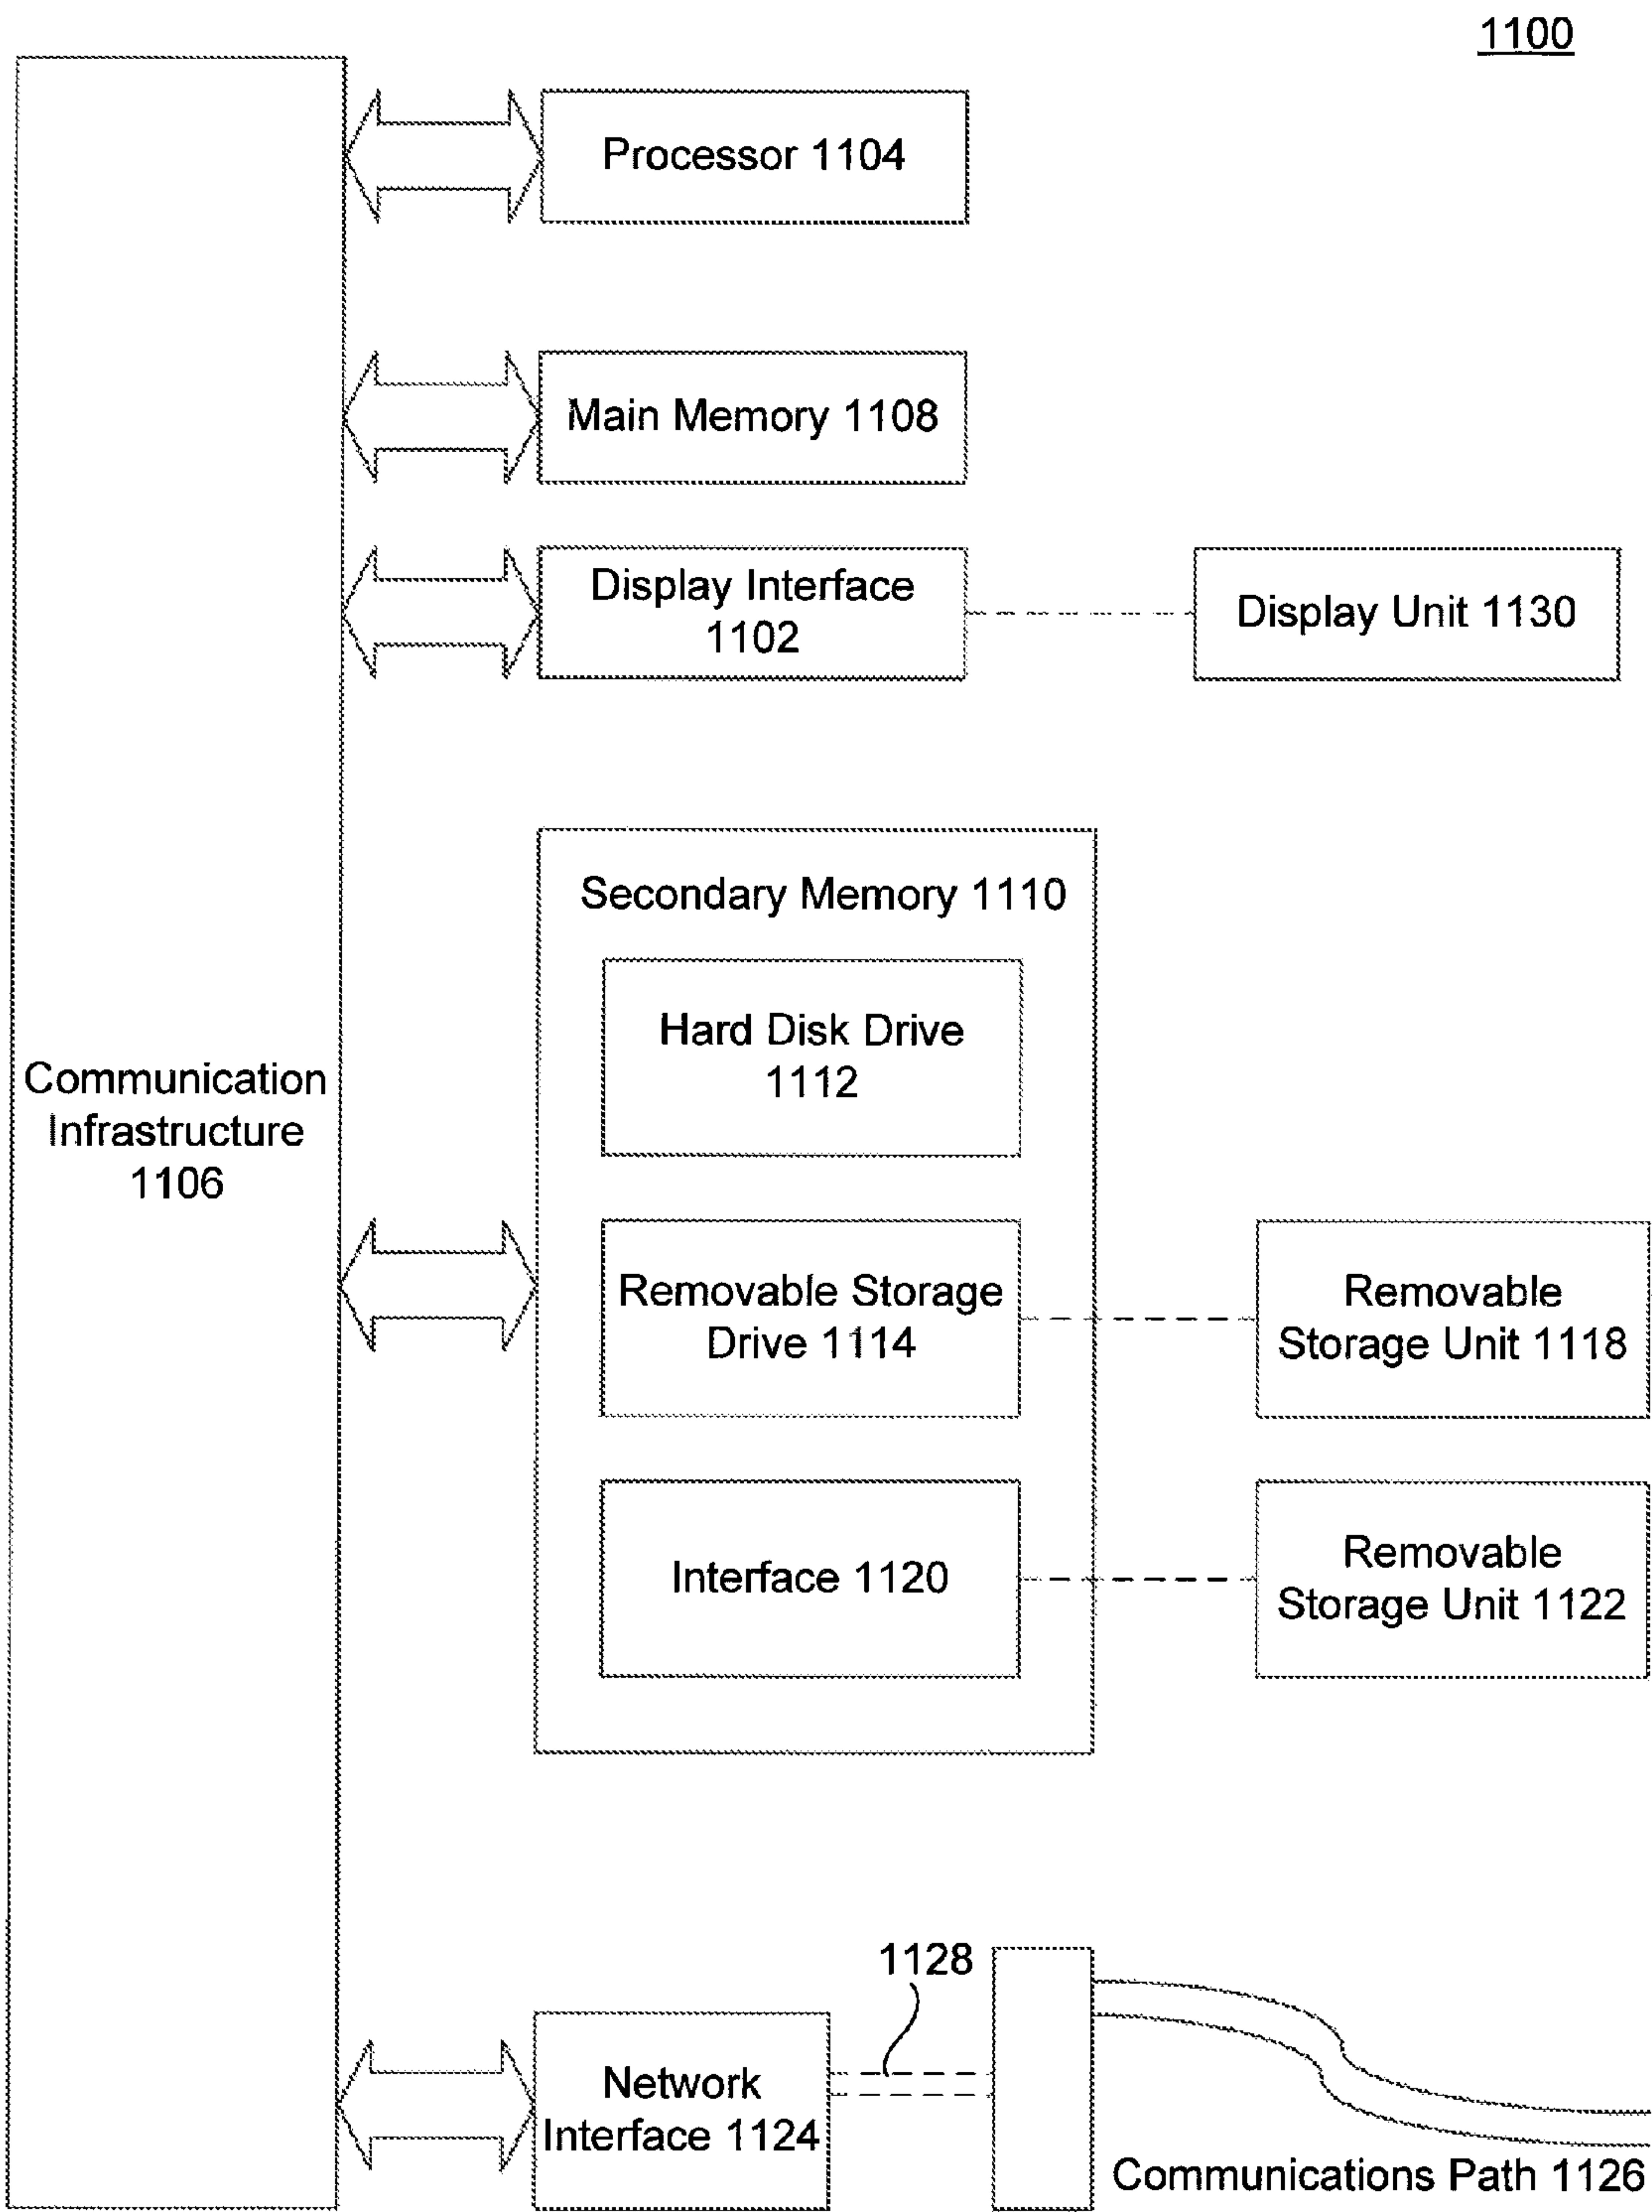 1100
Processor 1104
Main Memory 1108
Display Interface
1102
Display Unit 1130
Secondary Memory 1110
Hard Disk Drive
1112
Communication
Infrastructure
1106
Removable Storage
Drive 1114
Removable
Storage Unit 1118
Interface 1120
Removable
Storage Unit 1122
1128
Network
Interface 1124
Communications Path 1126